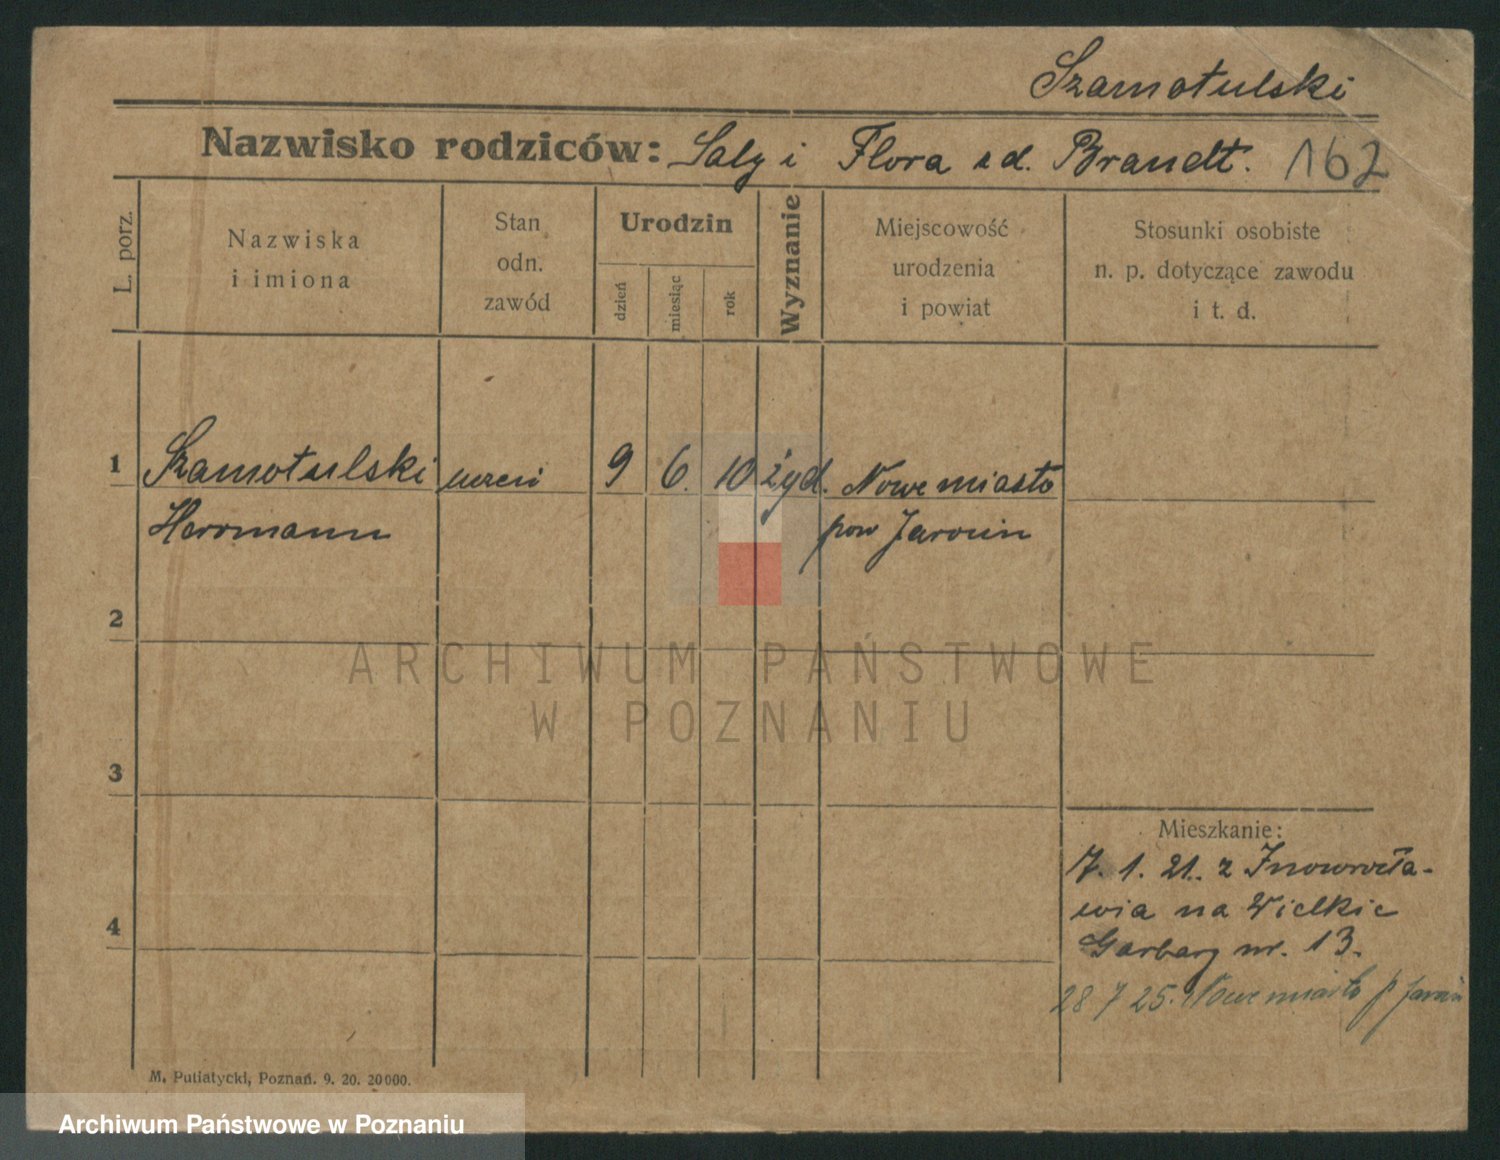 Szamotulski
Nazwisko rodziców: Saly i Flora z d. Brandt. 162
L. porz.
Nazwiska
i imiona
Stan
odn.
zawód
Urodzin
dzień
miesiąc
rok
Wyznanie
Miejscowość
urodzenia
i powiat
Stosunki osobiste
n. p. dotyczące zawodu
i t. d.
1 Szamotulski uczeń 9 6. 10 żyd. Nowe miasto
Herrmann pow Jarocin
2
ARCHIWUM PAŃSTWOWE
W POZNANIU
3
Mieszkanie:
7. 1. 21. z Inowrocła-
wia na Wielkie
4
Garbary nr. 13.
28 7 25. Nowe miasto p Jarocin
M. Putiatycki, Poznań. 9. 20. 20000.
Archiwum Państwowe w Poznaniu